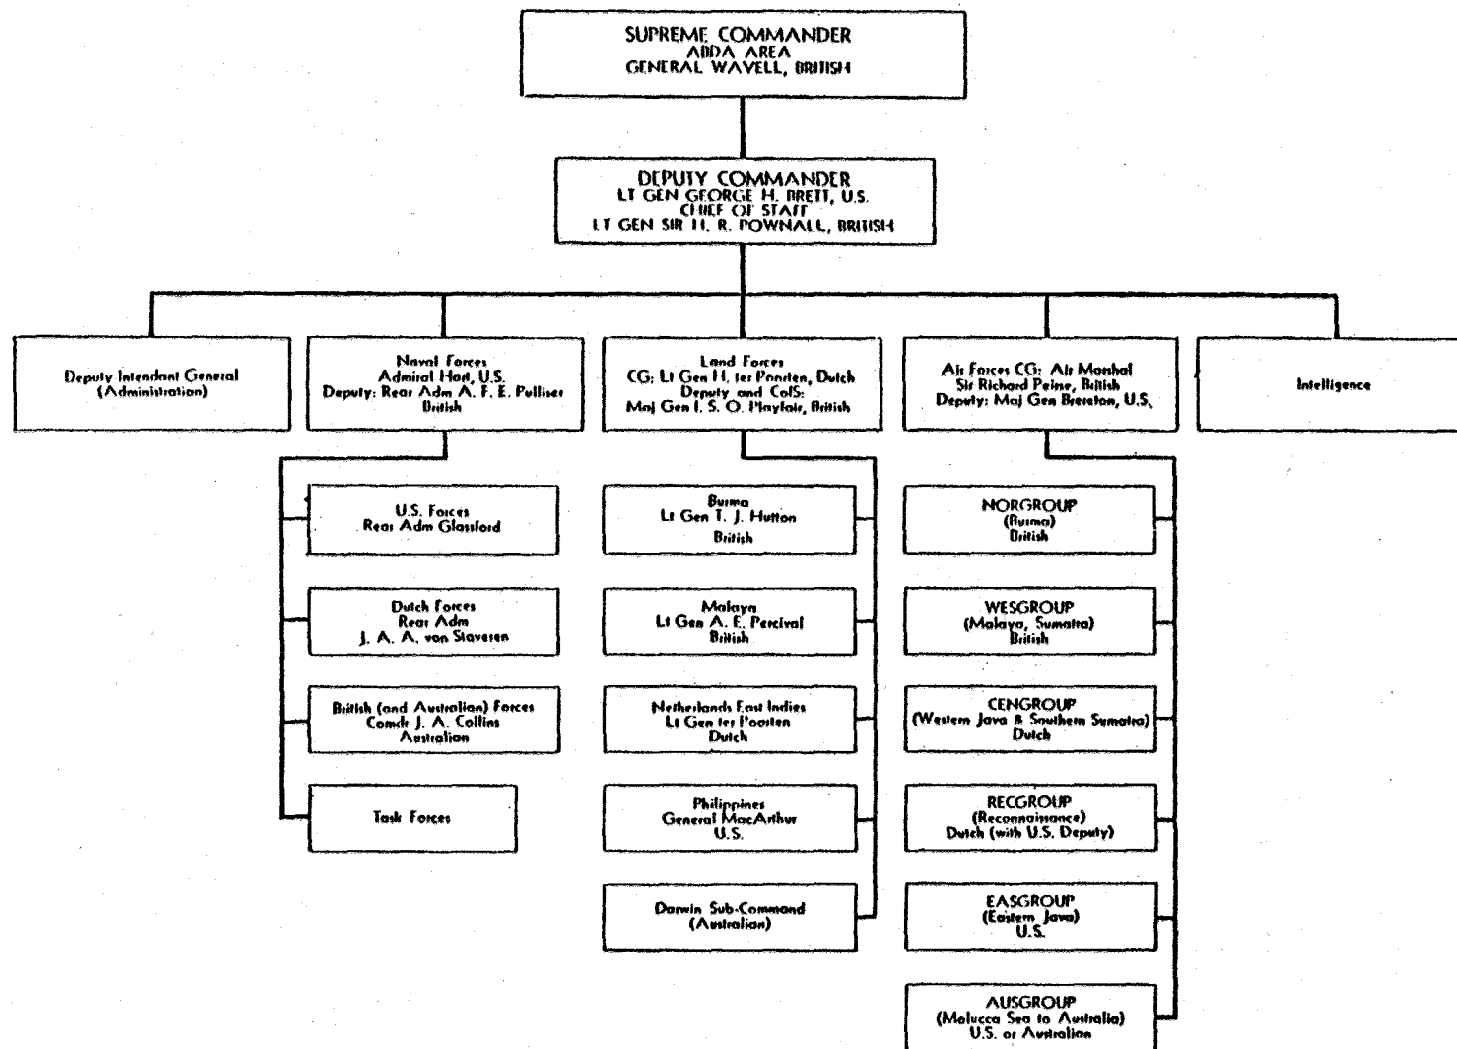 SUPREME COMMANDER
ABDA AREA
GENERAL WAVELL, BRITISH
DEPUTY COMMANDER
LT GEN GEORGE H. BRETT, U.S.
CHIEF OF STAFF
LT GEN SIR H. R. POWNALL, BRITISH
Deputy Intendant General
(Administration)
Naval Forces
Admiral Hart, U.S.
Deputy: Rear Adm A. F. E. Palliser
British
Land Forces
CG: Lt Gen H. ter Poorten, Dutch
Deputy and CofS:
Maj Gen I. S. O. Playfair, British
Air Forces CG: Air Marshal
Sir Richard Peirse, British
Deputy: Maj Gen Brereton, U.S.
Intelligence
U.S. Forces
Rear Adm Glassford
Dutch Forces
Rear Adm
J. A. A. van Staveren
British (and Australian) Forces
Comdr J. A. Collins
Australian
Task Forces
Burma
Lt Gen T. J. Hutton
British
Malaya
Lt Gen A. E. Percival
British
Netherlands East Indies
Lt Gen ter Poorten
Dutch
Philippines
General MacArthur
U.S.
Darwin Sub-Command
(Australian)
NORGROUP
(Burma)
British
WESGROUP
(Malaya, Sumatra)
British
CENGROUP
(Western Java & Southern Sumatra)
Dutch
RECGROUP
(Reconnaissance)
Dutch (with U.S. Deputy)
EASGROUP
(Eastern Java)
U.S.
AUSGROUP
(Molucca Sea to Australia)
U.S. or Australian